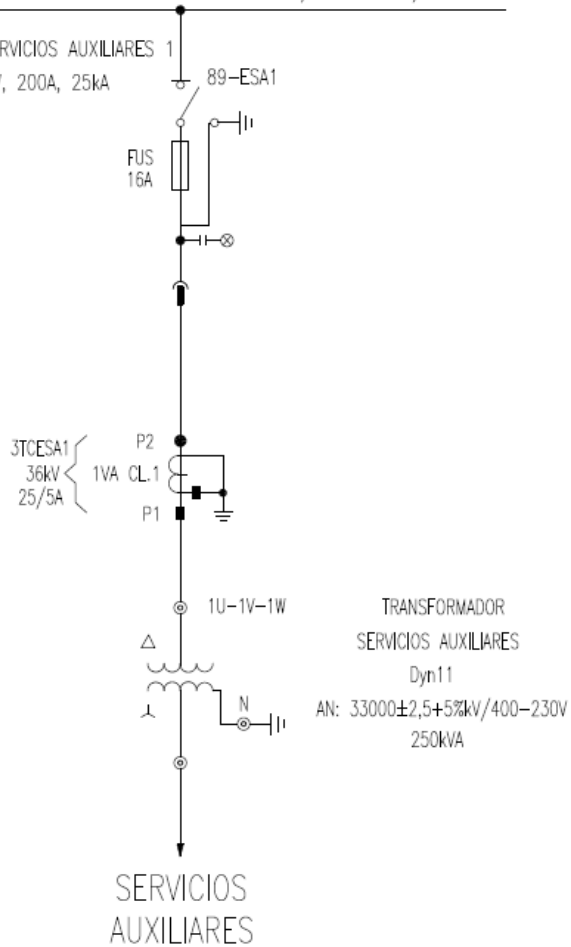 RVICIOS AUXILIARES 1
, 200A, 25kA
89-ESA1
FUS
16A
3TCESA1
36kV
25/5A
P2
1VA CL.1
P1
1U-1V-1W
TRANSFORMADOR
SERVICIOS AUXILIARES
Dyn11
AN: 33000±2,5+5%kV/400-230V
250kVA
N
SERVICIOS
AUXILIARES